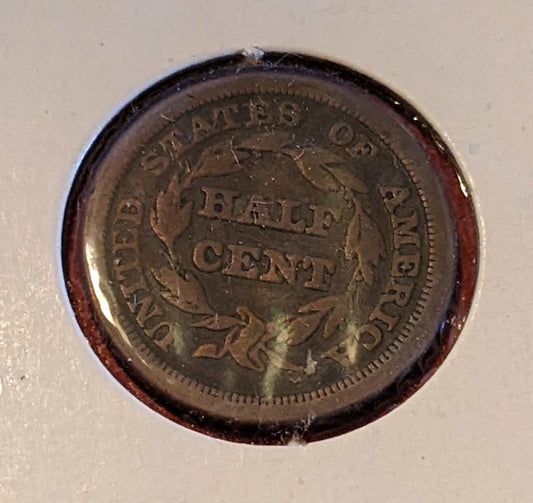 UNITED STATES OF AMERICA
HALF
CENT